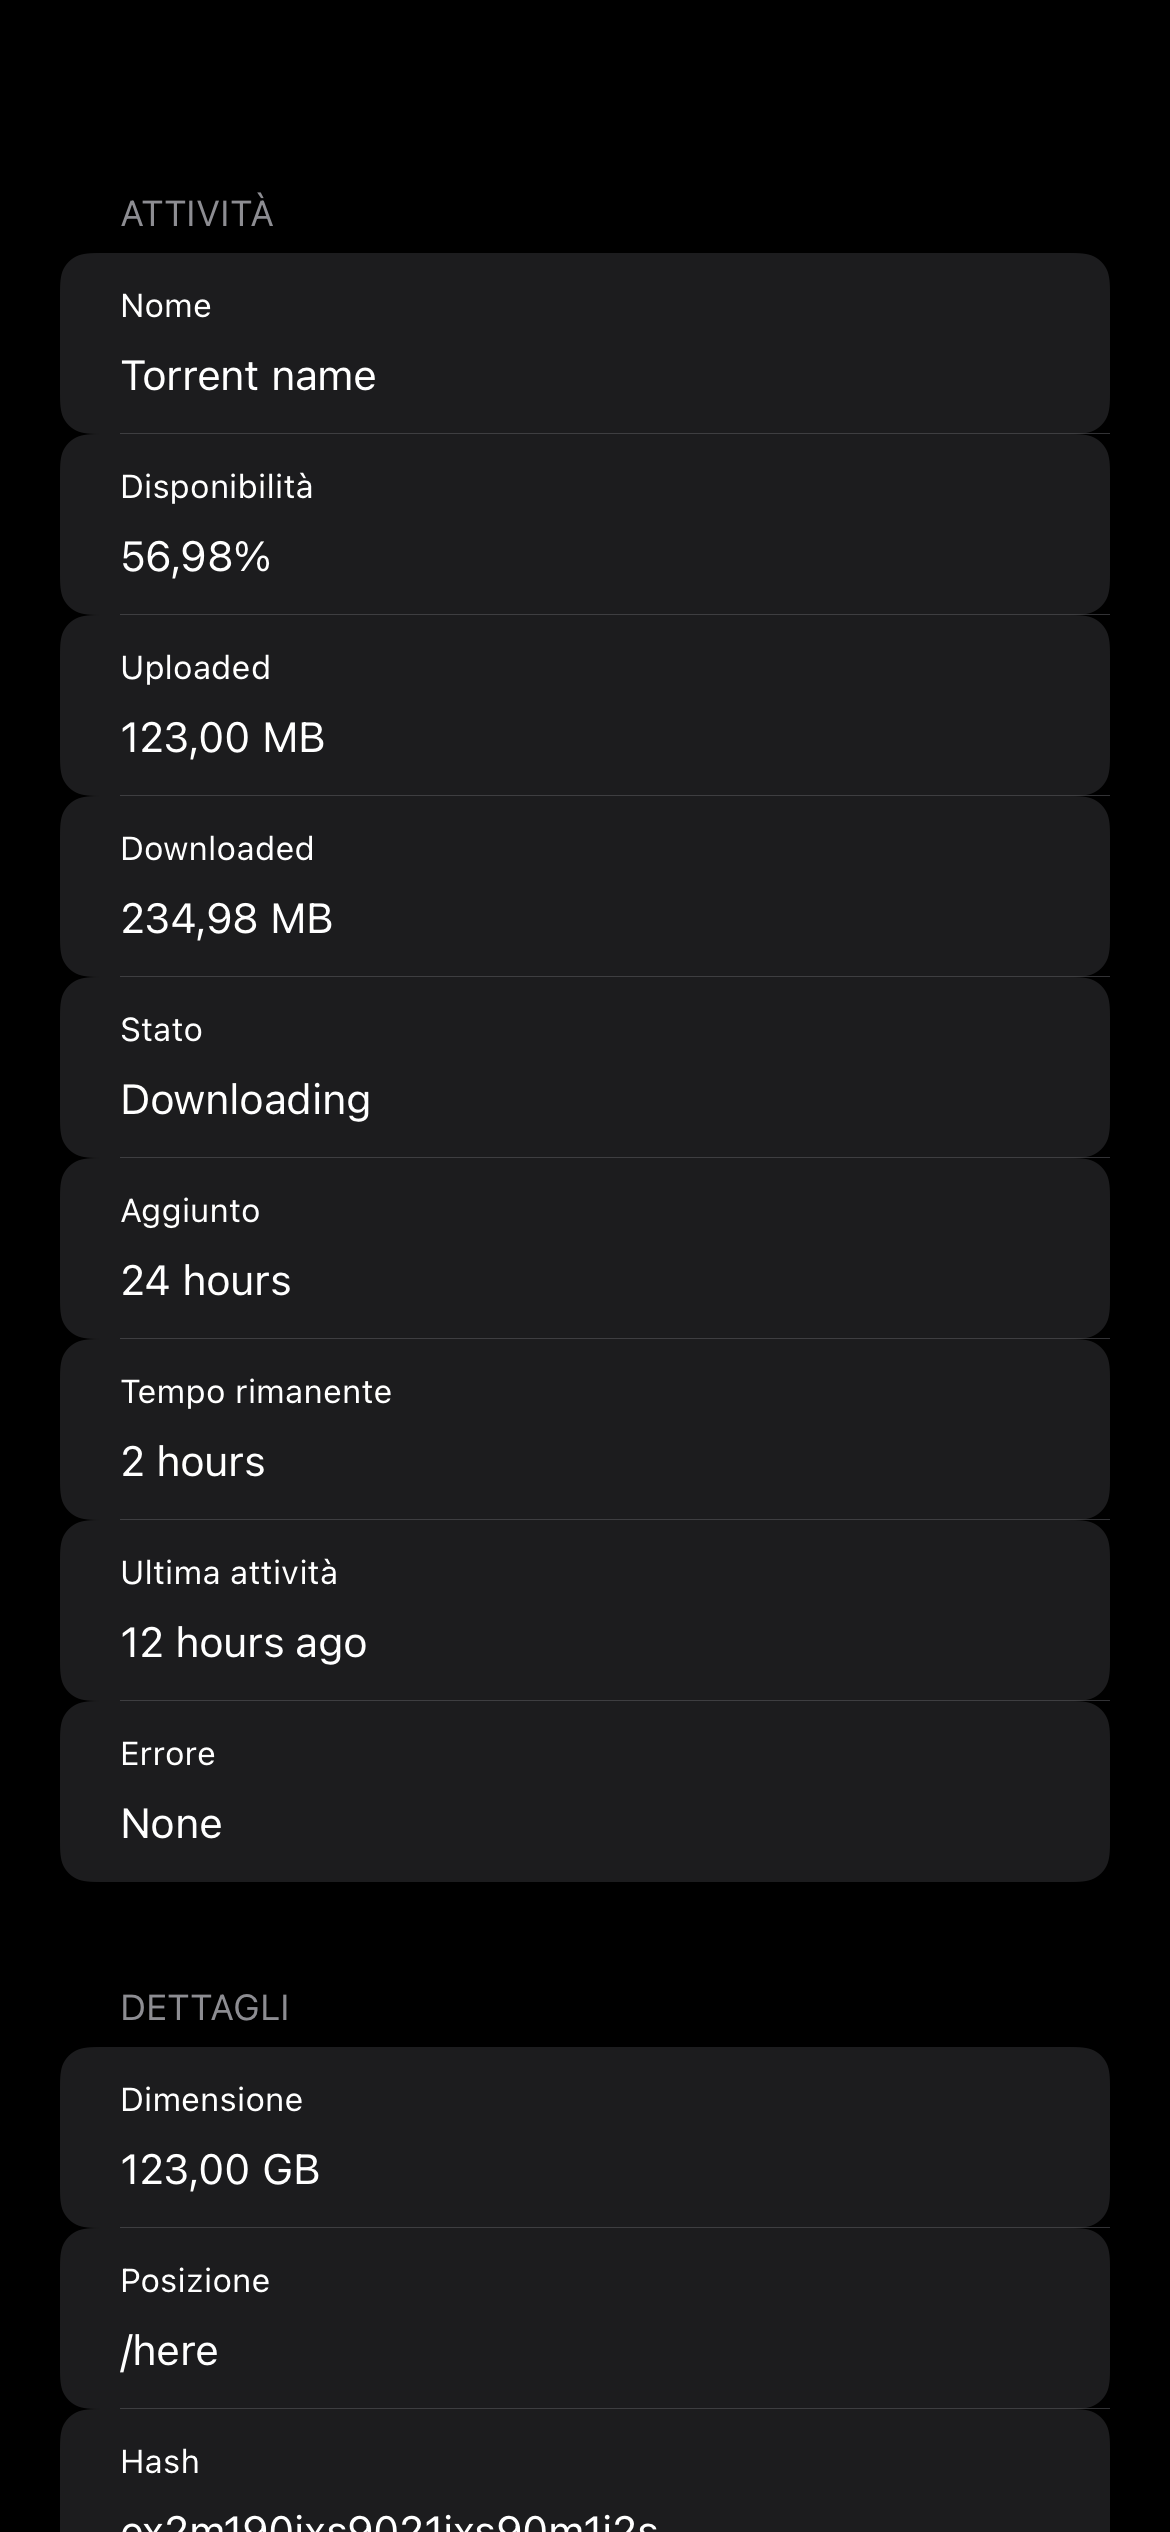 ATTIVITÀ
Nome
Torrent name
Disponibilità
56,98%
Uploaded
123,00 MB
Downloaded
234,98 MB
Stato
Downloading
Aggiunto
24 hours
Tempo rimanente
2 hours
Ultima attività
12 hours ago
Errore
None
DETTAGLI
Dimensione
123,00 GB
Posizione
/here
Hash